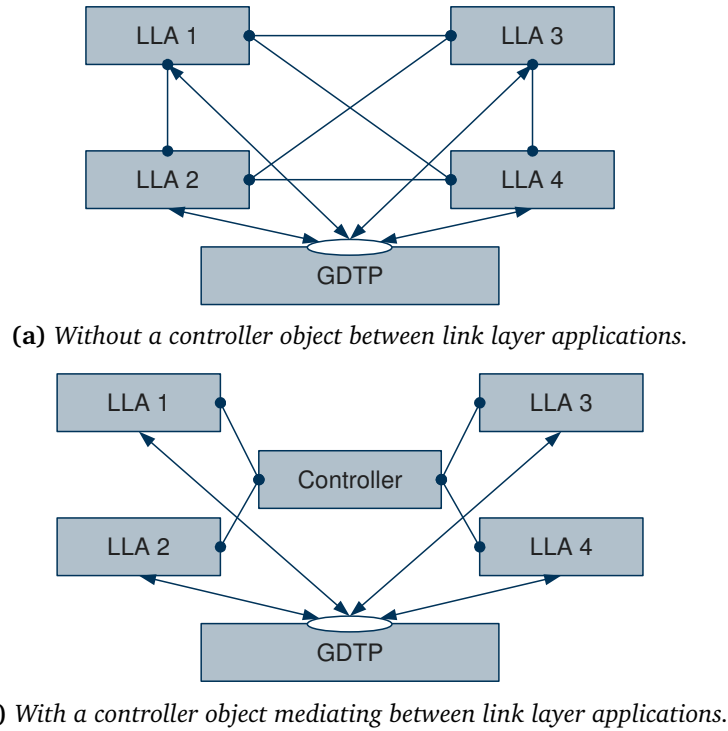 LLA 1
LLA 3
LLA 2
LLA 4
GDTP
(a) Without a controller object between link layer applications.
LLA 1
LLA 3
Controller
LLA 2
LLA 4
GDTP
) With a controller object mediating between link layer applications.